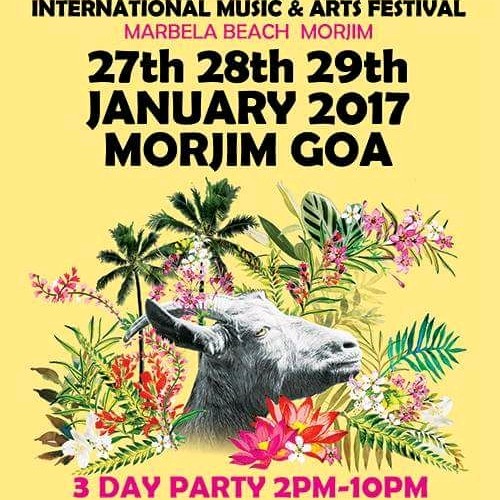 INTERNATIONAL MUSIC & ARTS FESTIVAL
MARBELA BEACH MORJIM
27th 28th 29th
JANUARY 2017
MORJIM GOA
3 DAY PARTY 2PM-10PM